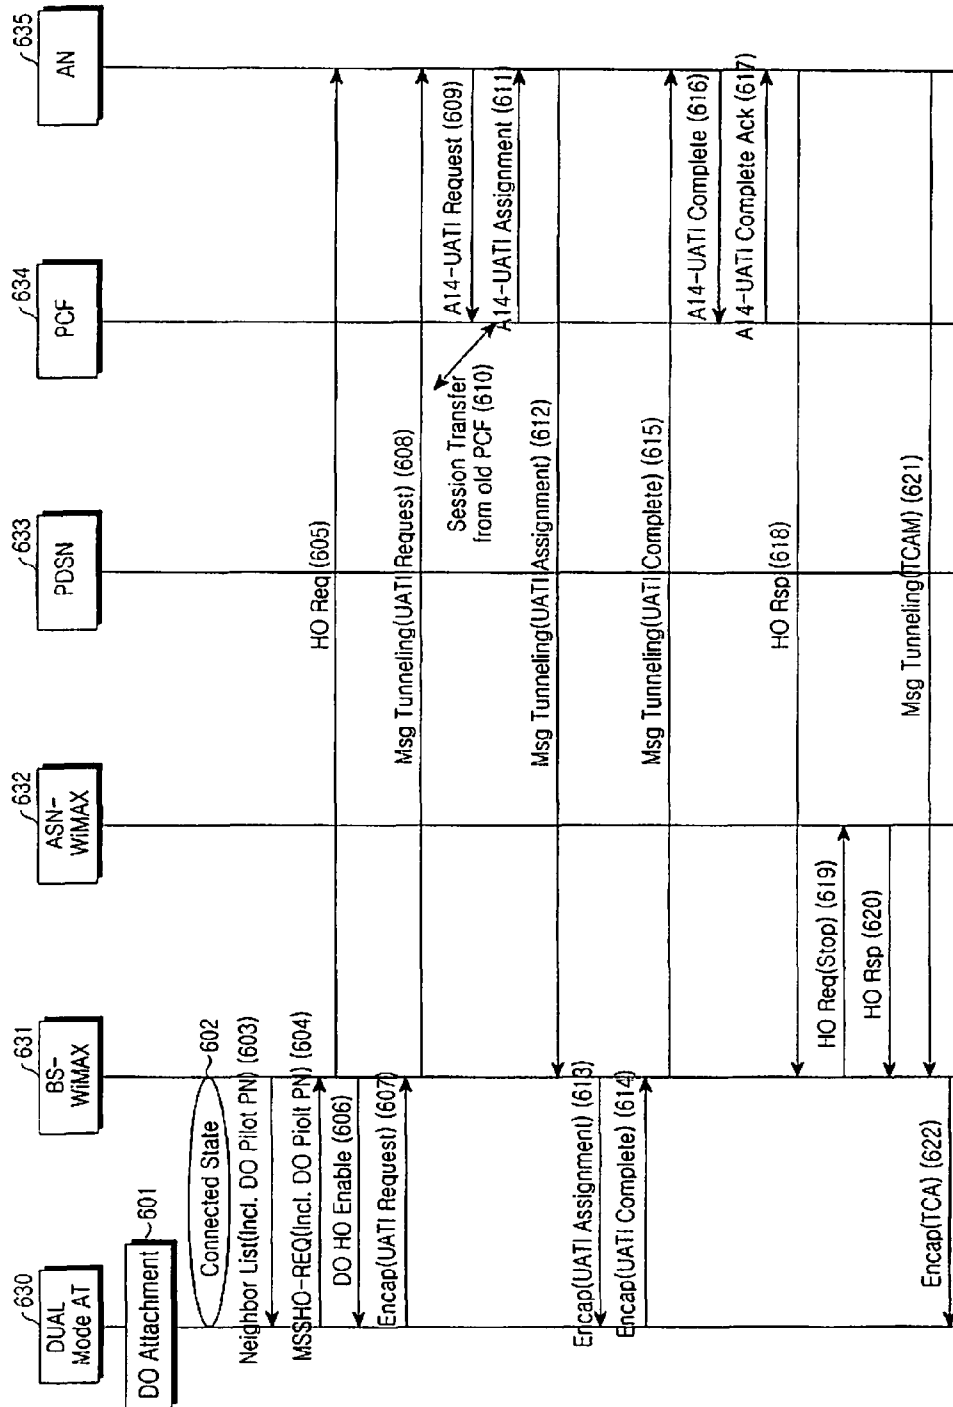 630
DUAL
Mode AT
631
BS-
WiMAX
632
ASN-
WiMAX
633
PDSN
634
PCF
635
AN
DO Attachment
601
Connected State
602
Neighbor List(Incl. DO Pilot PN) (603)
MSSHO-REQ(Incl. DO Piolt PN) (604)
HO Req (605)
DO HO Enable (606)
Encap(UATI Request) (607)
Msg Tunneling(UATI Request) (608)
A14-UATI Request (609)
Session Transfer
from old PCF (610)
A14-UATI Assignment (611)
Msg Tunneling(UATI Assignment) (612)
Encap(UATI Assignment) (613)
Encap(UATI Complete) (614)
Msg Tunneling(UATI Complete) (615)
A14-UATI Complete (616)
A14-UATI Complete Ack (617)
HO Rsp (618)
HO Req(Stop) (619)
HO Rsp (620)
Msg Tunneling(TCAM) (621)
Encap(TCA) (622)